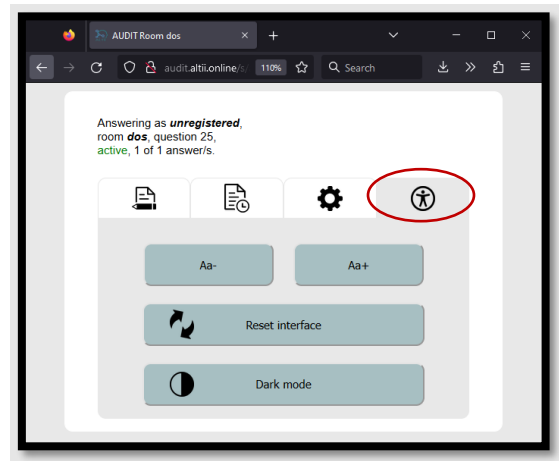 AUDIT Room dos
audit.altii.online/s/ 110% Search
Answering as unregistered,
room dos, question 25,
active, 1 of 1 answer/s.
Aa- Aa+
Reset interface
Dark mode